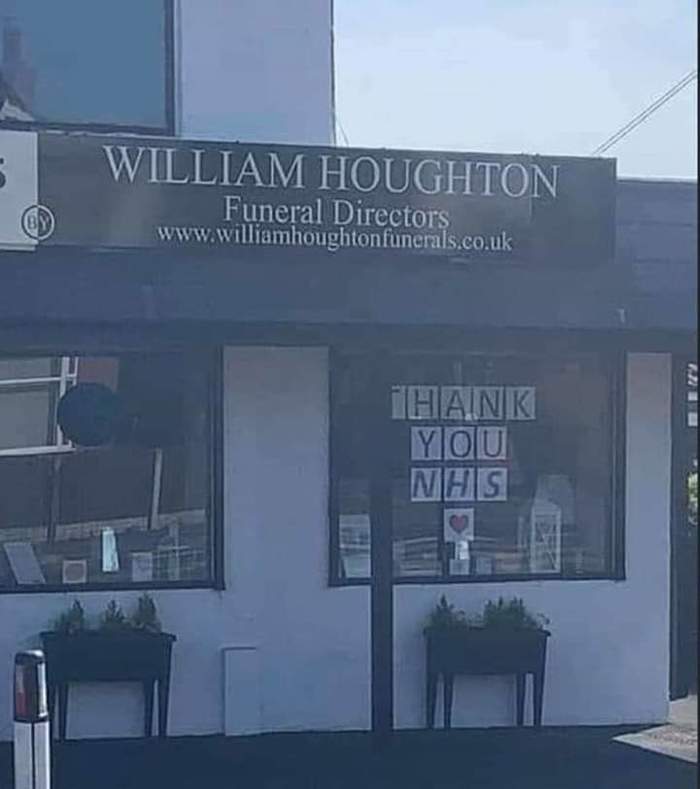 WILLIAM HOUGHTON
Funeral Directors
www.williamhoughtonfunerals.co.uk
THANK
YOU
NHS